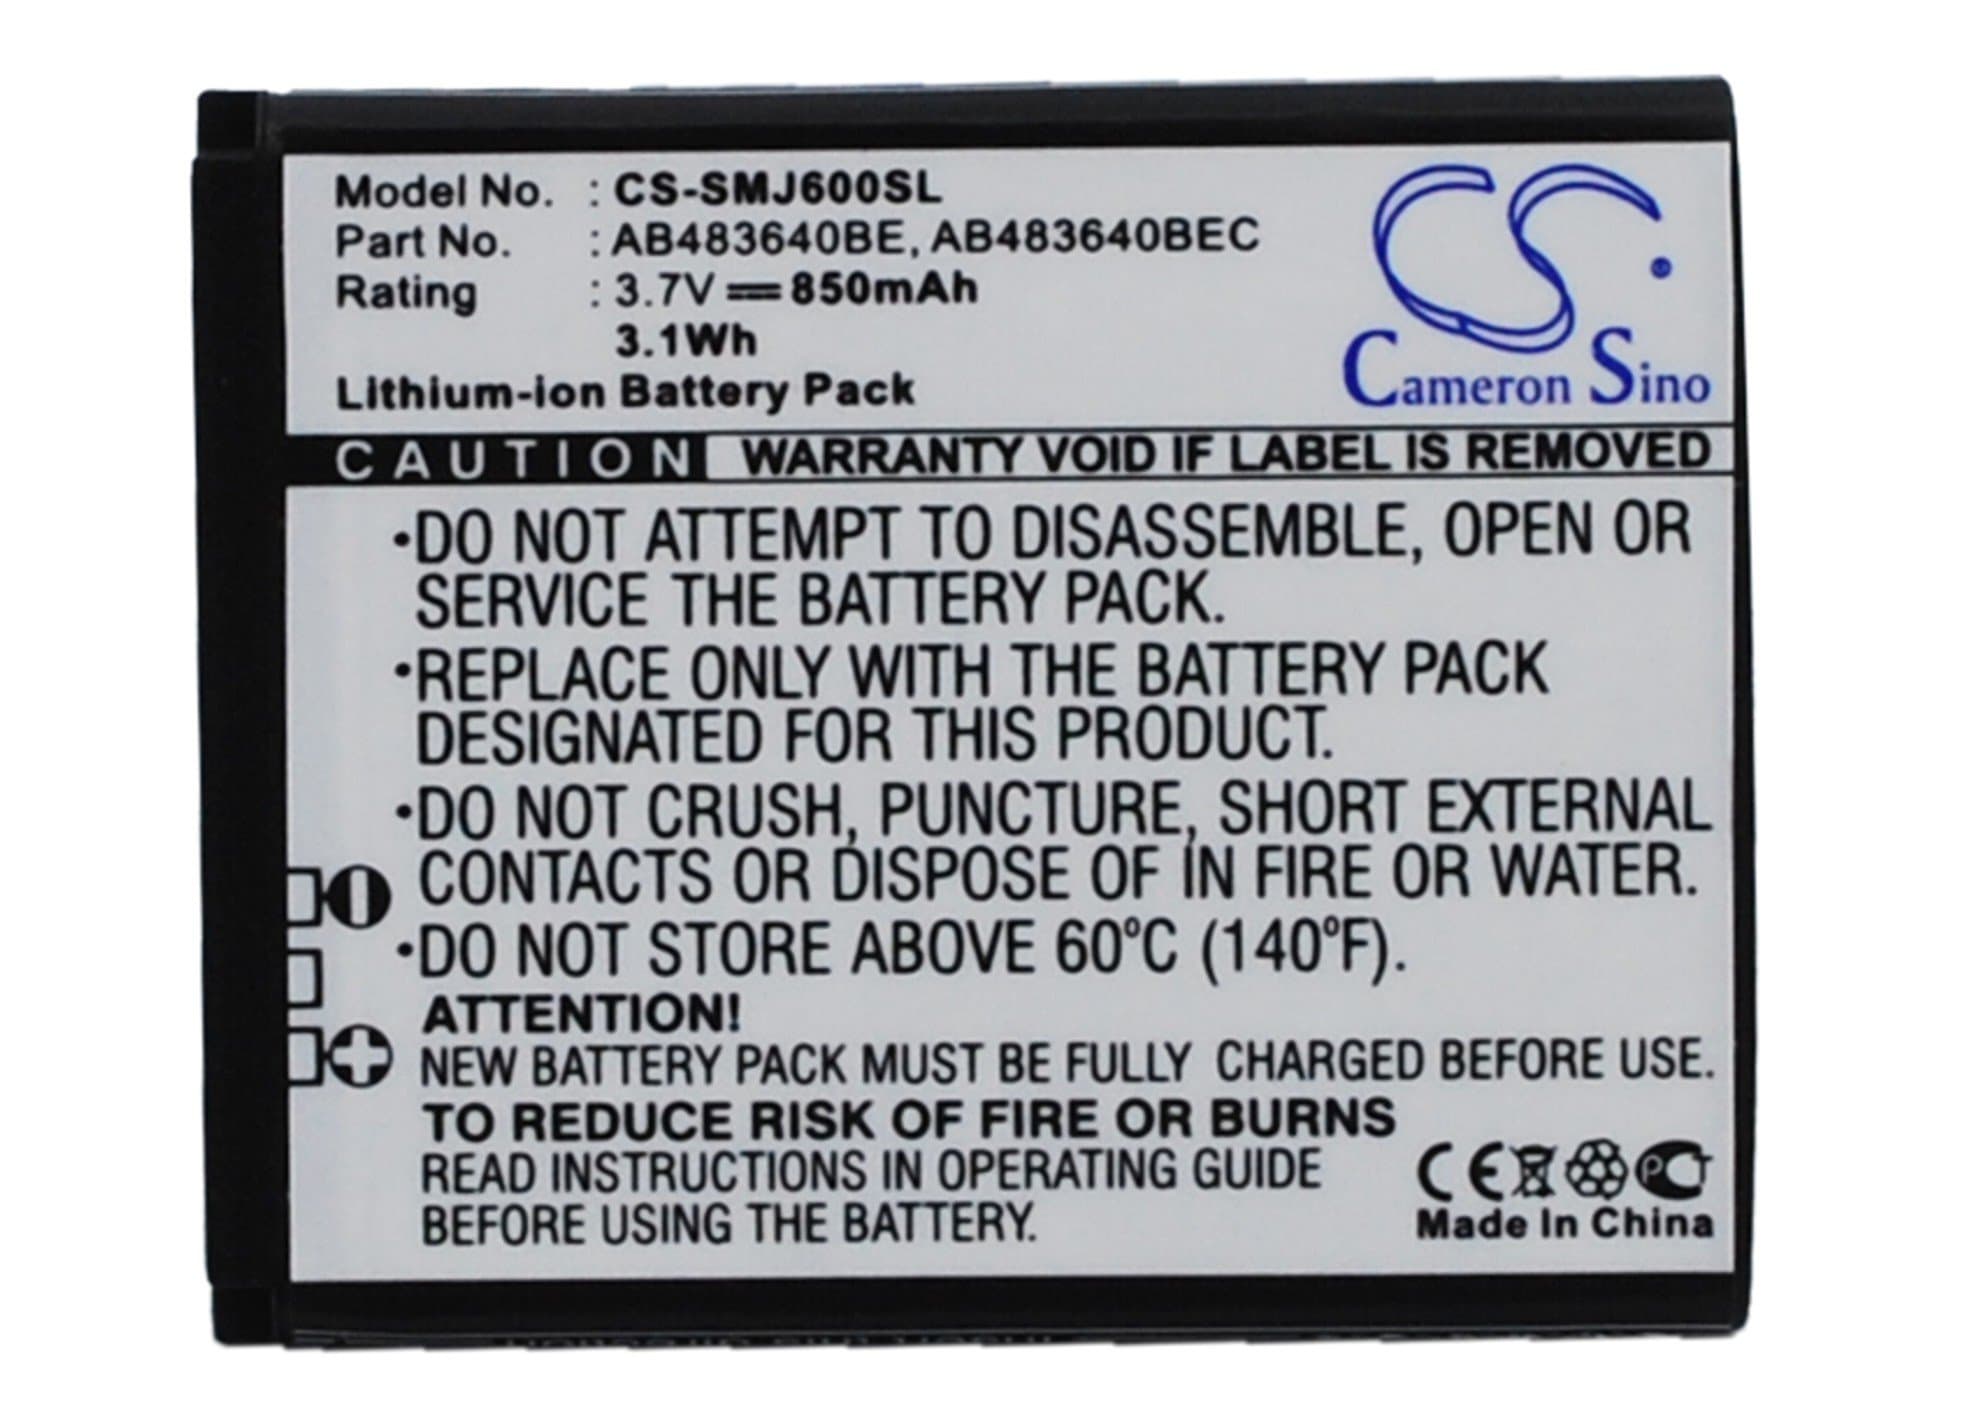 Model No. : CS-SMJ600SL
Part No. : AB483640BE, AB483640BEC
Rating : 3.7V 850mAh
3.1Wh
Lithium-ion Battery Pack
CS
Cameron Sino
CAUTION WARRANTY VOID IF LABEL IS REMOVED
•DO NOT ATTEMPT TO DISASSEMBLE, OPEN OR
SERVICE THE BATTERY PACK.
•REPLACE ONLY WITH THE BATTERY PACK
DESIGNATED FOR THIS PRODUCT.
•DO NOT CRUSH, PUNCTURE, SHORT EXTERNAL
CONTACTS OR DISPOSE OF IN FIRE OR WATER.
•DO NOT STORE ABOVE 60°C (140°F).
ATTENTION!
NEW BATTERY PACK MUST BE FULLY CHARGED BEFORE USE.
TO REDUCE RISK OF FIRE OR BURNS
READ INSTRUCTIONS IN OPERATING GUIDE
BEFORE USING THE BATTERY.
CE PC
Made In China